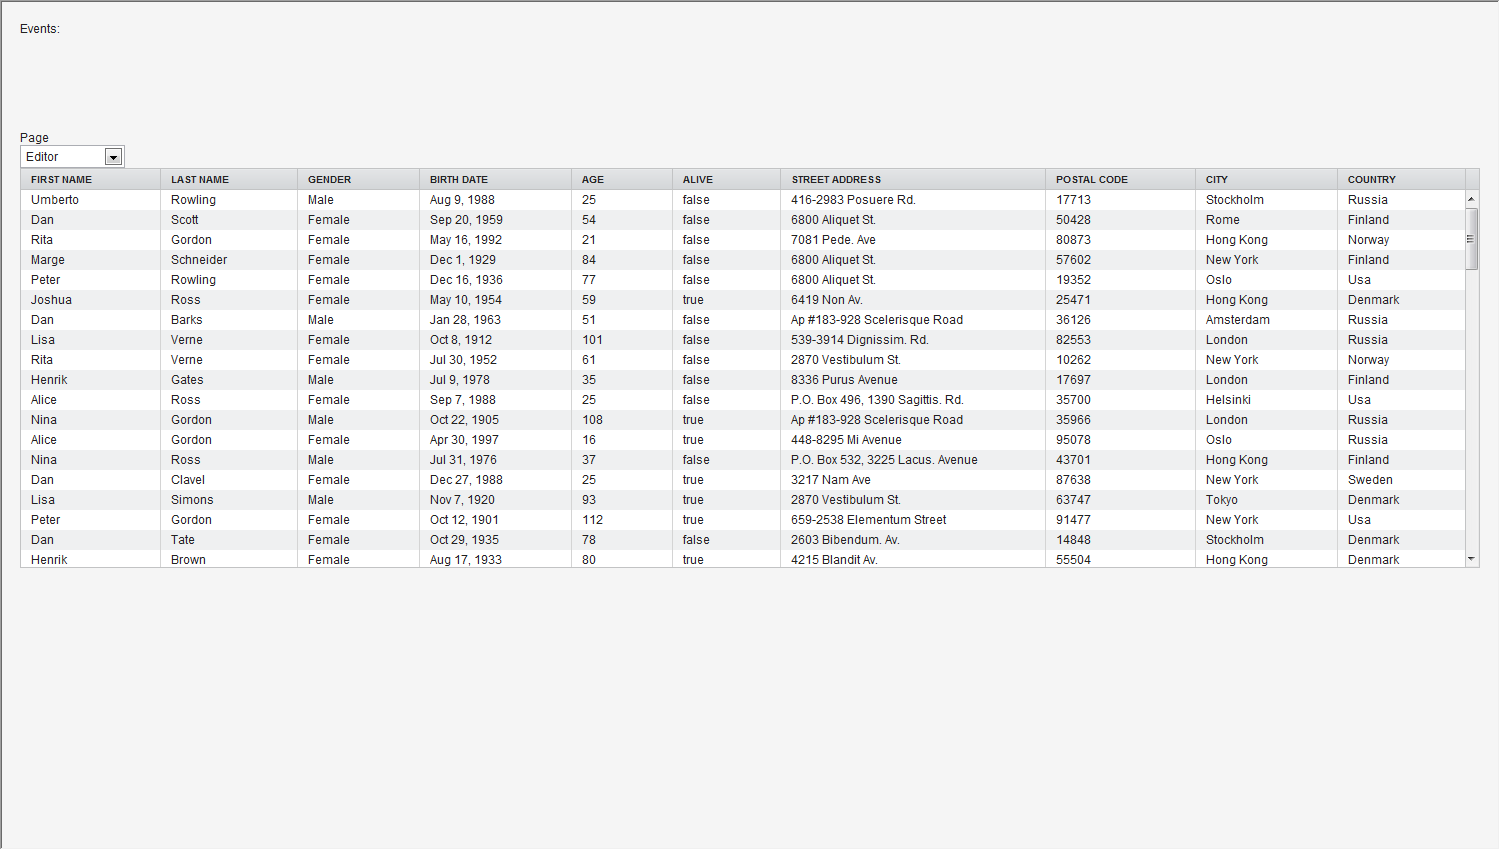 Events:
Page
Editor
FIRST NAME LAST NAME GENDER BIRTH DATE AGE ALIVE STREET ADDRESS POSTAL CODE CITY COUNTRY
Umberto Rowling Male Aug 9, 1988 25 false 416-2983 Posuere Rd. 17713 Stockholm Russia
Dan Scott Female Sep 20, 1959 54 false 6800 Aliquet St. 50428 Rome Finland
Rita Gordon Female May 16, 1992 21 false 7081 Pede. Ave 80873 Hong Kong Norway
Marge Schneider Female Dec 1, 1929 84 false 6800 Aliquet St. 57602 New York Finland
Peter Rowling Female Dec 16, 1936 77 false 6800 Aliquet St. 19352 Oslo Usa
Joshua Ross Female May 10, 1954 59 true 6419 Non Av. 25471 Hong Kong Denmark
Dan Barks Male Jan 28, 1963 51 false Ap #183-928 Scelerisque Road 36126 Amsterdam Russia
Lisa Verne Female Oct 8, 1912 101 false 539-3914 Dignissim. Rd. 82553 London Russia
Rita Verne Female Jul 30, 1952 61 false 2870 Vestibulum St. 10262 New York Norway
Henrik Gates Male Jul 9, 1978 35 false 8336 Purus Avenue 17697 London Finland
Alice Ross Female Sep 7, 1988 25 false P.O. Box 496, 1390 Sagittis. Rd. 35700 Helsinki Usa
Nina Gordon Male Oct 22, 1905 108 true Ap #183-928 Scelerisque Road 35966 London Russia
Alice Gordon Female Apr 30, 1997 16 true 448-8295 Mi Avenue 95078 Oslo Russia
Nina Ross Male Jul 31, 1976 37 false P.O. Box 532, 3225 Lacus. Avenue 43701 Hong Kong Finland
Dan Clavel Female Dec 27, 1988 25 true 3217 Nam Ave 87638 New York Sweden
Lisa Simons Male Nov 7, 1920 93 true 2870 Vestibulum St. 63747 Tokyo Denmark
Peter Gordon Female Oct 12, 1901 112 true 659-2538 Elementum Street 91477 New York Usa
Dan Tate Female Oct 29, 1935 78 false 2603 Bibendum. Av. 14848 Stockholm Denmark
Henrik Brown Female Aug 17, 1933 80 true 4215 Blandit Av. 55504 Hong Kong Denmark